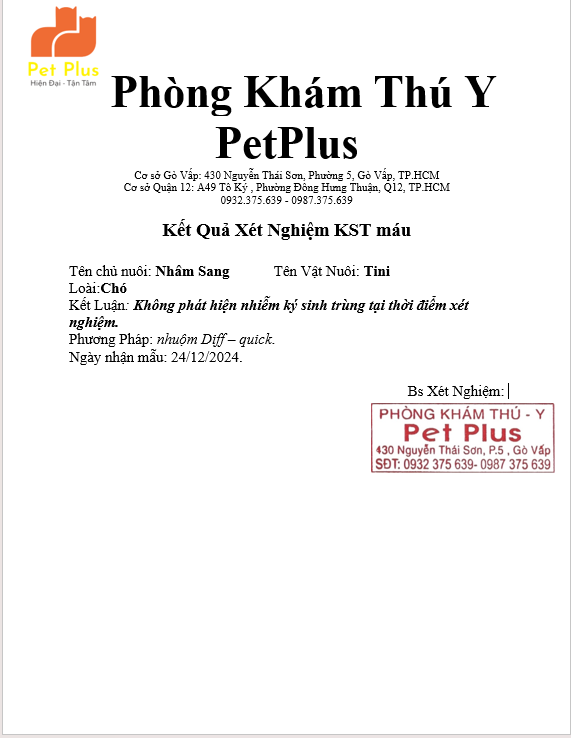 Pet Plus
Hiện Đại - Tận Tâm
Phòng Khám Thú Y
PetPlus
Cơ sở Gò Vấp: 430 Nguyễn Thái Sơn, Phường 5, Gò Vấp, TP.HCM
Cơ sở Quận 12: A49 Tô Ký , Phường Đông Hưng Thuận, Q12, TP.HCM
0932.375.639 - 0987.375.639
Kết Quả Xét Nghiệm KST máu
Tên chủ nuôi: Nhâm Sang Tên Vật Nuôi: Tini
Loài:Chó
Kết Luận: Không phát hiện nhiễm ký sinh trùng tại thời điểm xét
nghiệm.
Phương Pháp: nhuộm Diff – quick.
Ngày nhận mẫu: 24/12/2024.
Bs Xét Nghiệm:
PHÒNG KHÁM THÚ - Y
Pet Plus
430 Nguyễn Thái Sơn, P.5 , Gò Vấp
SĐT: 0932 375 639- 0987 375 639